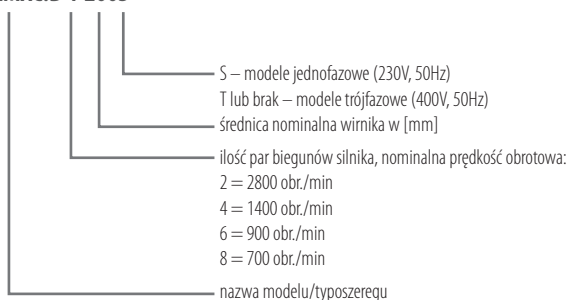 S – modele jednofazowe (230V, 50Hz)
T lub brak – modele trójfazowe (400V, 50Hz)
średnica nominalna wirnika w [mm]
ilość par biegunów silnika, nominalna prędkość obrotowa:
2 = 2800 obr./min
4 = 1400 obr./min
6 = 900 obr./min
8 = 700 obr./min
nazwa modelu/typoszeregu